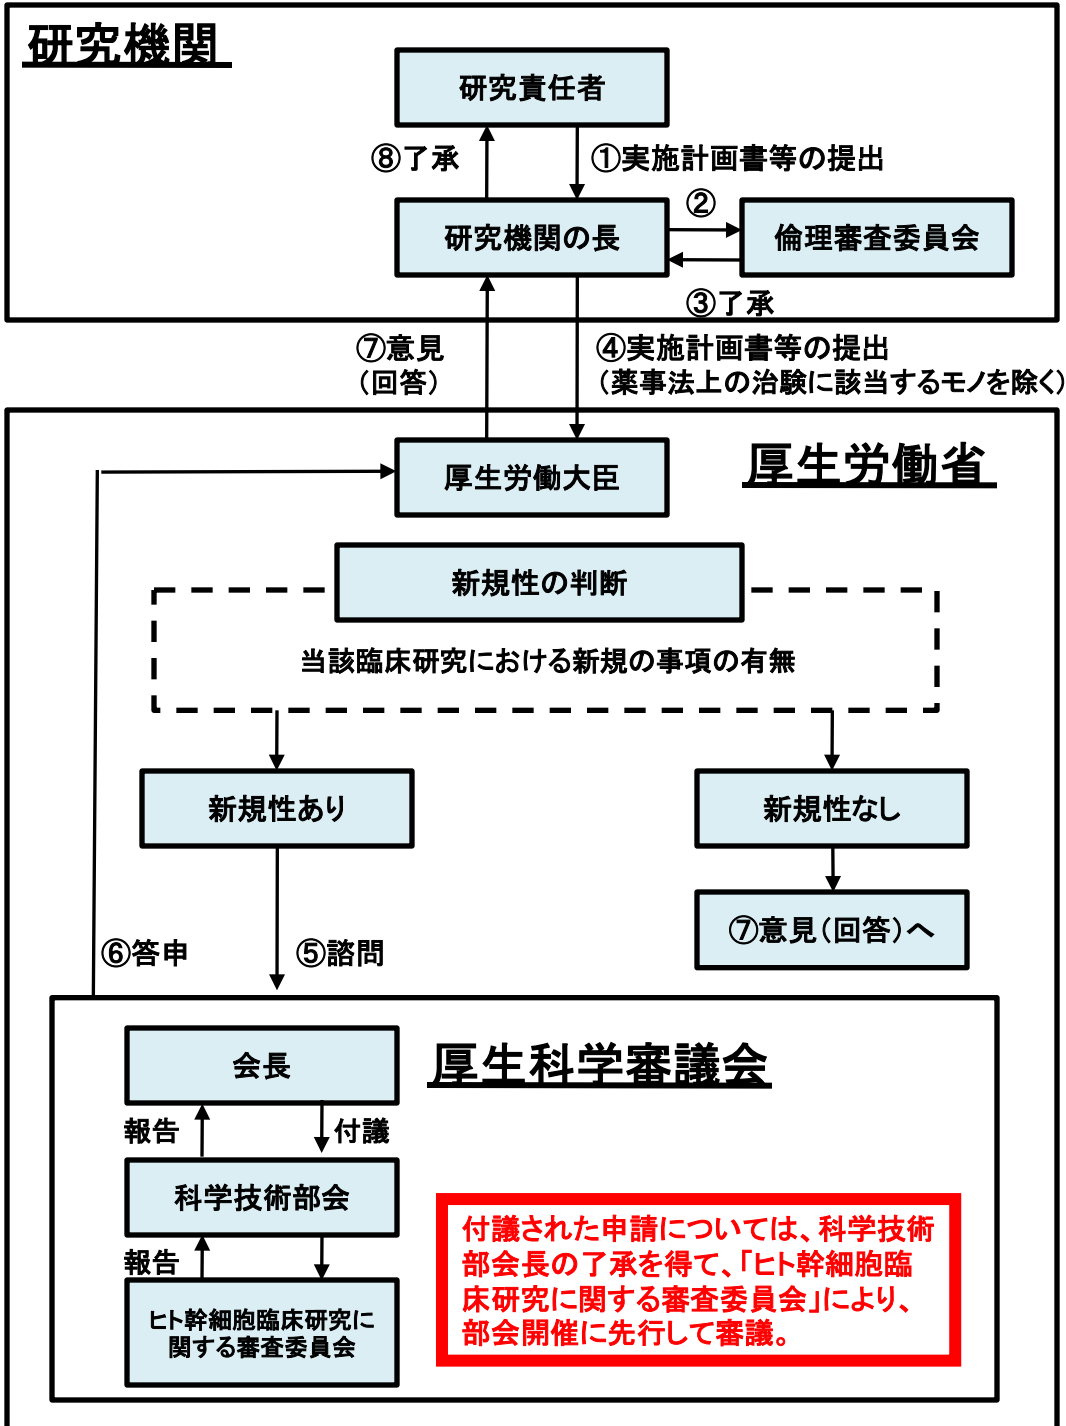 研究機関
研究責任者
⑧了承
①実施計画書等の提出
研究機関の長
②
倫理審査委員会
③了承
⑦意見
（回答）
④実施計画書等の提出
（薬事法上の治験に該当するモノを除く）
厚生労働省
厚生労働大臣
新規性の判断
当該臨床研究における新規の事項の有無
新規性あり
新規性なし
⑦意見（回答）へ
⑥答申
⑤諮問
厚生科学審議会
会長
報告
付議
科学技術部会
報告
ヒト幹細胞臨床研究に
関する審査委員会
付議された申請については、科学技術
部会長の了承を得て、「ヒト幹細胞臨
床研究に関する審査委員会」により、
部会開催に先行して審議。